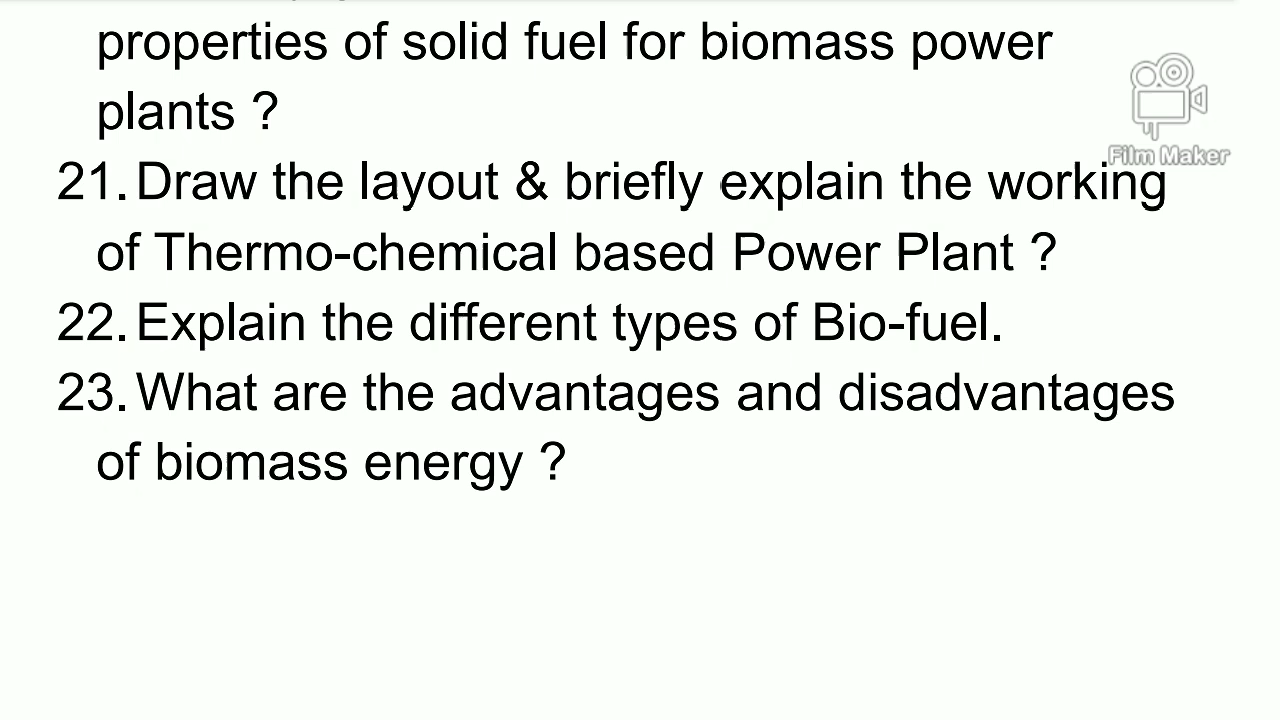 properties of solid fuel for biomass power
plants ?
Film Maker
21. Draw the layout & briefly explain the working
of Thermo-chemical based Power Plant ?
22. Explain the different types of Bio-fuel.
23. What are the advantages and disadvantages
of biomass energy ?